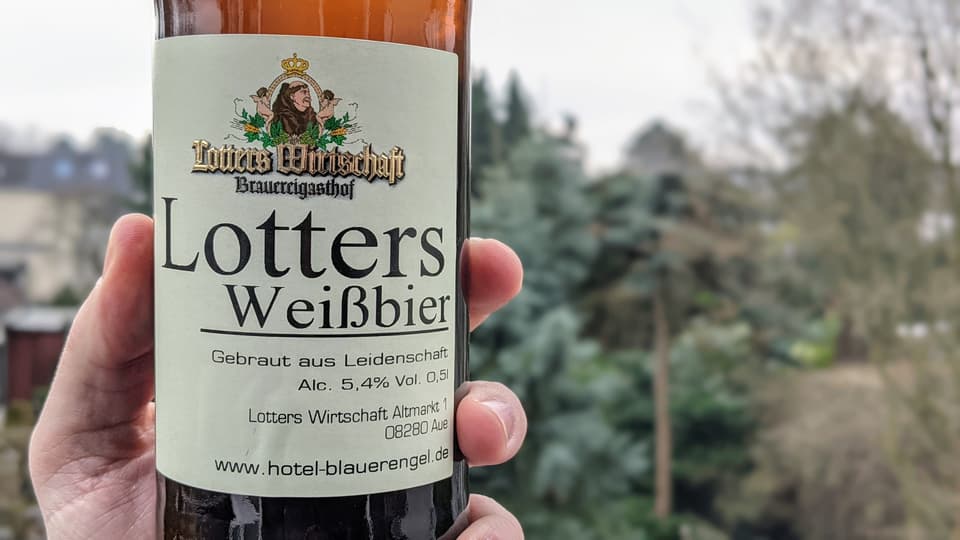 Lotters Wirtschaft
Brauereigasthof
Lotters
Weißbier
Gebraut aus Leidenschaft
Alc. 5,4% Vol. 0,5l
Lotters Wirtschaft Altmarkt 1
08280 Aue
www.hotel-blauerengel.de